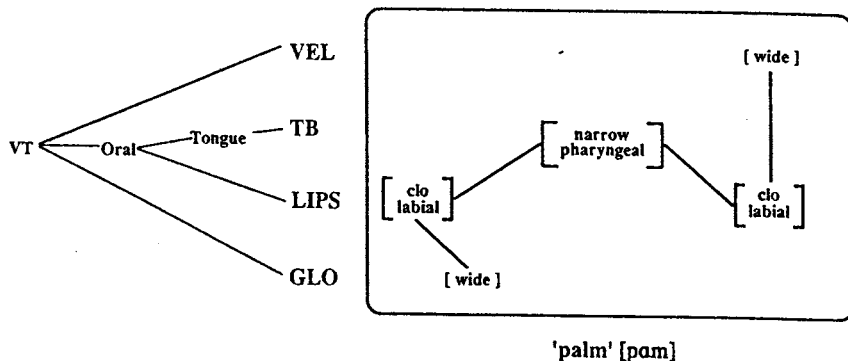 VEL
[ wide ]
TB
narrow
pharyngeal
VT
Oral
Tongue
LIPS
clo
labial
clo
labial
GLO
[ wide ]
'palm' [pɑm]